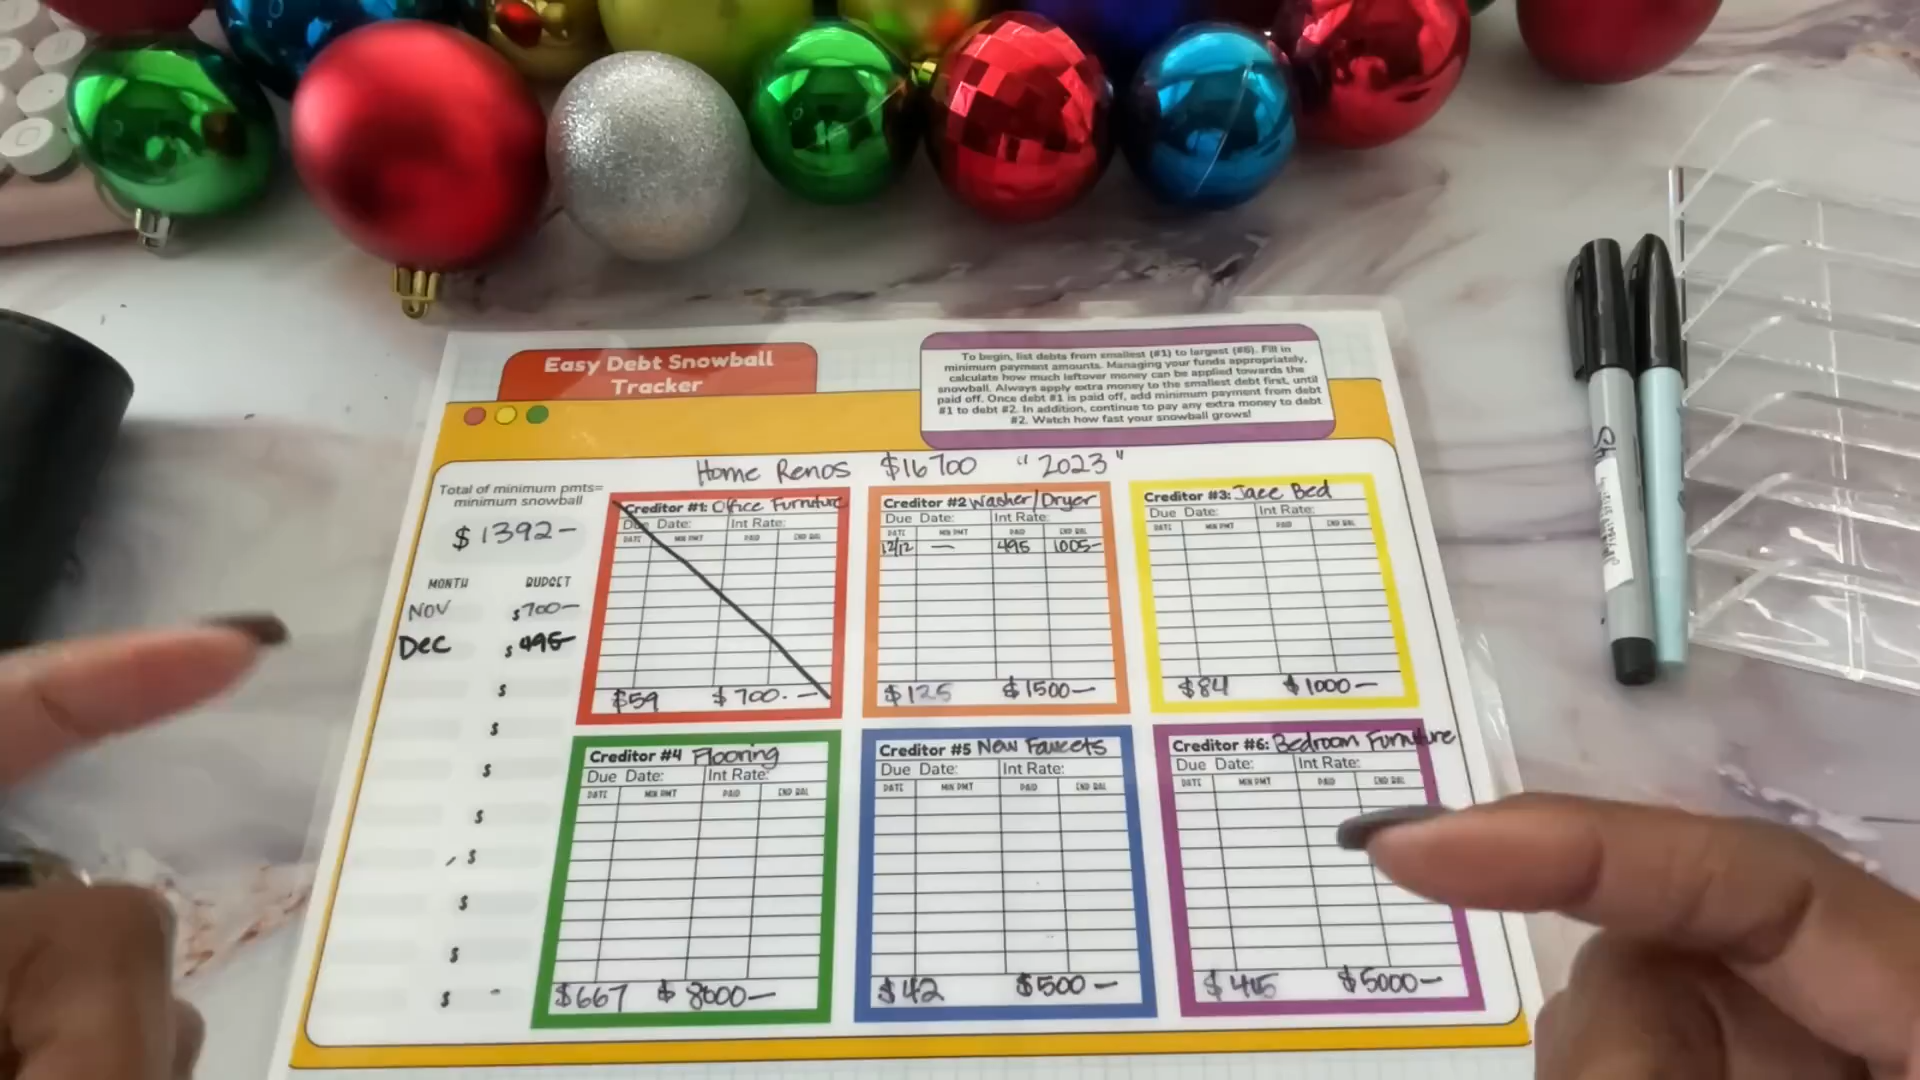 Easy Debt Snowball
Tracker
To begin, list debts from smallest (#1) to largest (#6). Fill in
minimum payment amounts. Managing your funds appropriately,
calculate how much leftover money can be applied towards the
snowball. Always apply extra money to the smallest debt first, until
paid off. Once debt #1 is paid off, add minimum payment from debt
#1 to debt #2. In addition, continue to pay any extra money to debt
#2. Watch how fast your snowball grows!
Home Renos $16700 "2023"
Total of minimum pmts=
minimum snowball
$1392-
MONTH BUDGET
NOV $700-
Dec $495
$
$
$
$
$
$
$
$
Creditor #1: Office Furniture
Due Date: Int Rate:
DATE PAID END BAL
$59 $700.-
Creditor #2 Washer/Dryer
Due Date: Int Rate:
DATE MIN PMT PAID END BAL
12/12 - 495 1005-
$125 $1500-
Creditor #3: Jace Bed
Due Date: Int Rate:
DATE MIN PMT PAID END BAL
$84 $1000-
Creditor #4 Flooring
Due Date: Int Rate:
DATE MIN PMT PAID END BAL
$667 $8000-
Creditor #5 New Faucets
Due Date: Int Rate:
DATE MIN PMT PAID END BAL
$42 $500-
Creditor #6: Bedroom Furniture
Due Date: Int Rate:
DATE MIN PMT PAID END BAL
$5000-